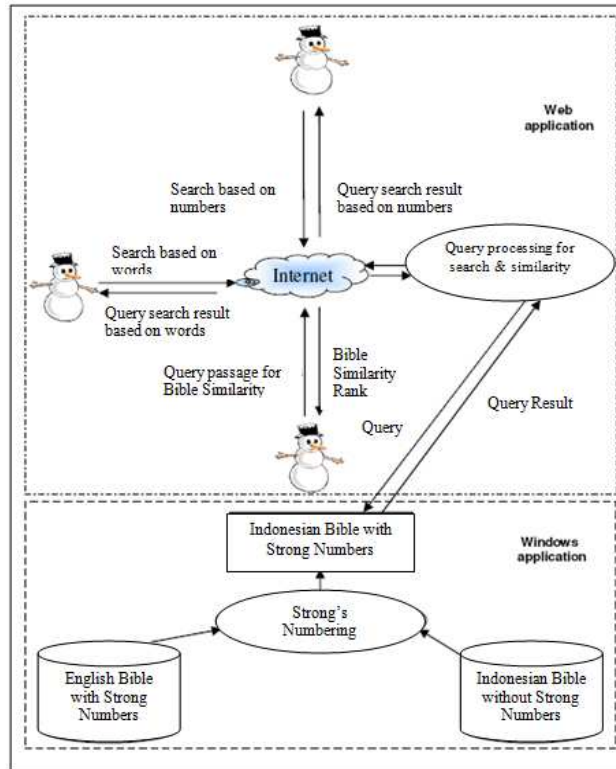 Web
application
Search based on
numbers
Query search result
based on numbers
Search based on
words
Internet
Query processing for
search & similarity
Query search result
based on words
Query passage for
Bible Similarity
Bible
Similarity
Rank
Query
Query Result
Indonesian Bible with
Strong Numbers
Windows
application
Strong's
Numbering
English Bible
with Strong
Numbers
Indonesian Bible
without Strong
Numbers